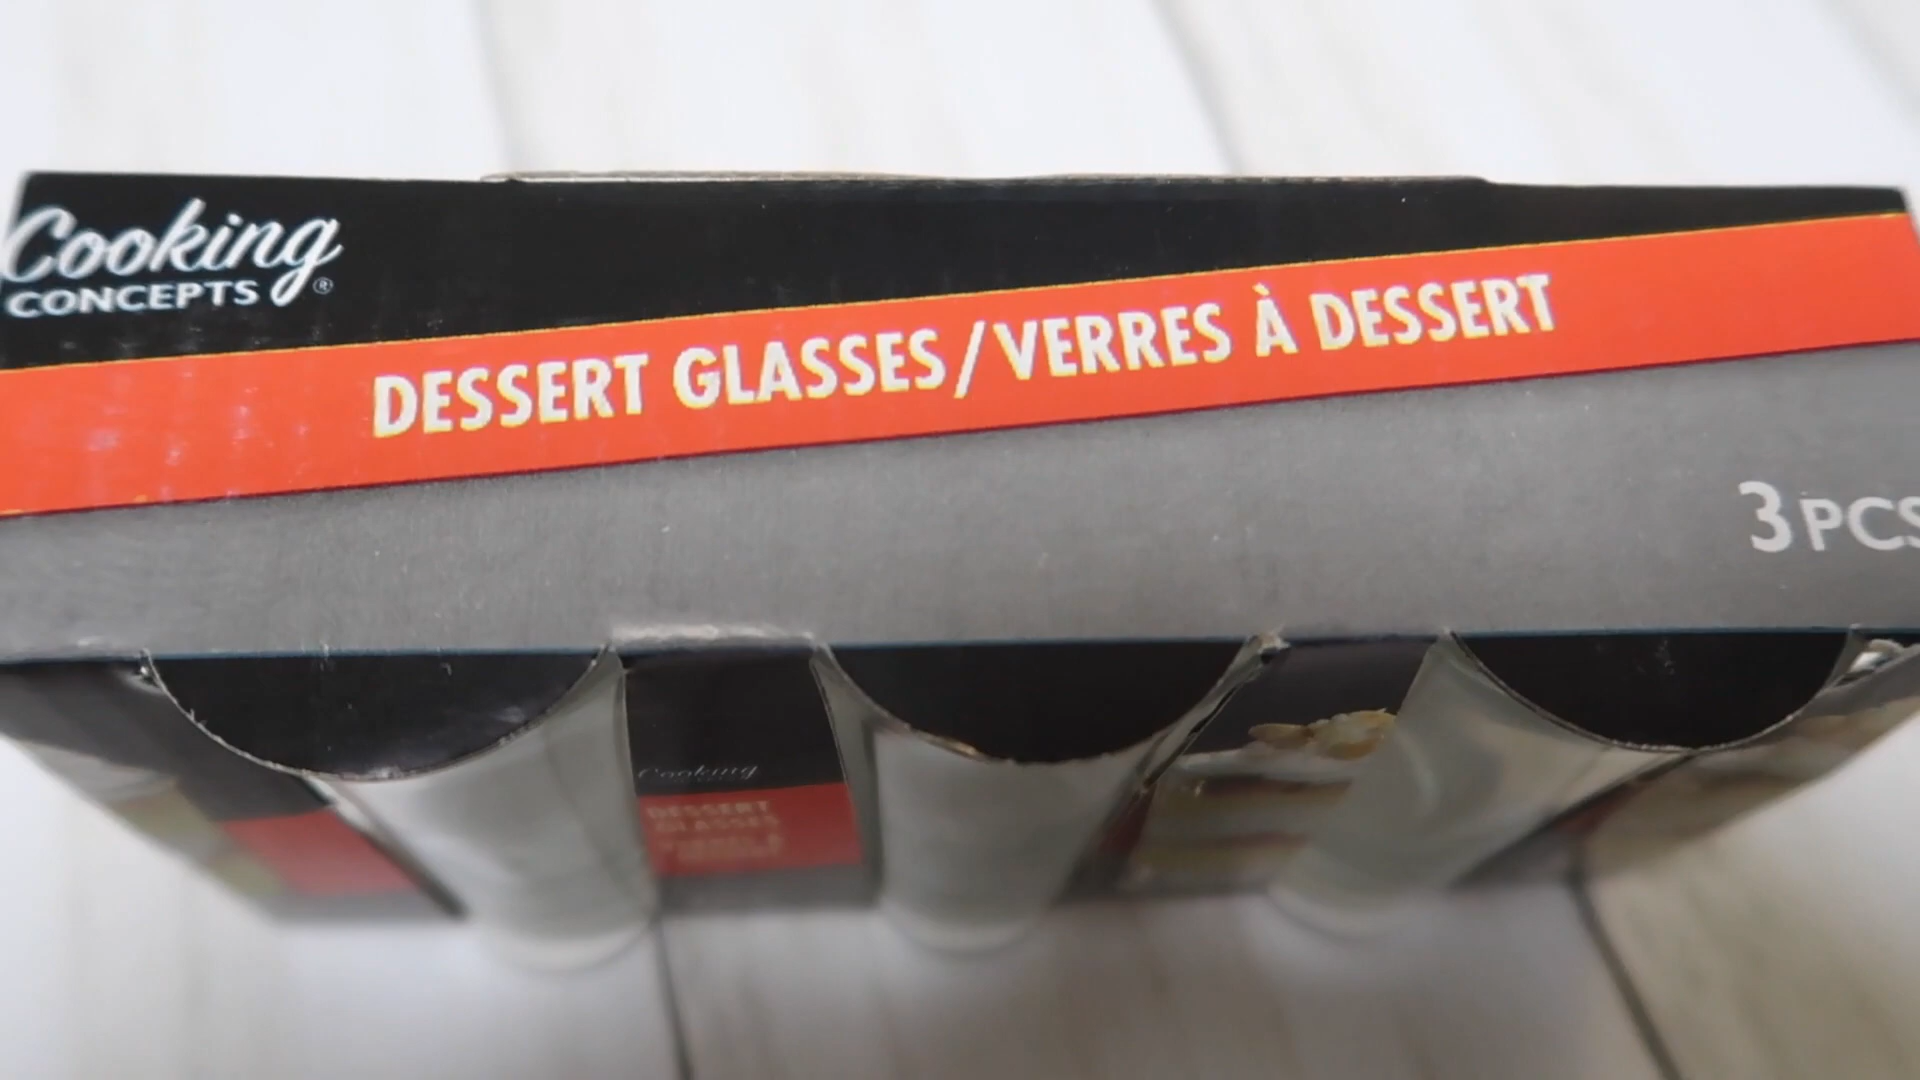 Cooking
CONCEPTS®
DESSERT GLASSES/VERRES À DESSERT
3 PCS
Cooking
DESSERT
GLASSES